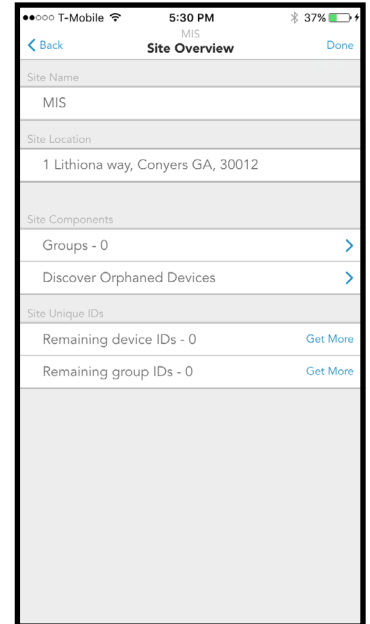 T-Mobile 5:30 PM 37%
MIS
Back Site Overview Done
Site Name
MIS
Site Location
1 Lithiona way, Conyers GA, 30012
Site Components
Groups - 0
Discover Orphaned Devices
Site Unique IDs
Remaining device IDs - 0 Get More
Remaining group IDs - 0 Get More